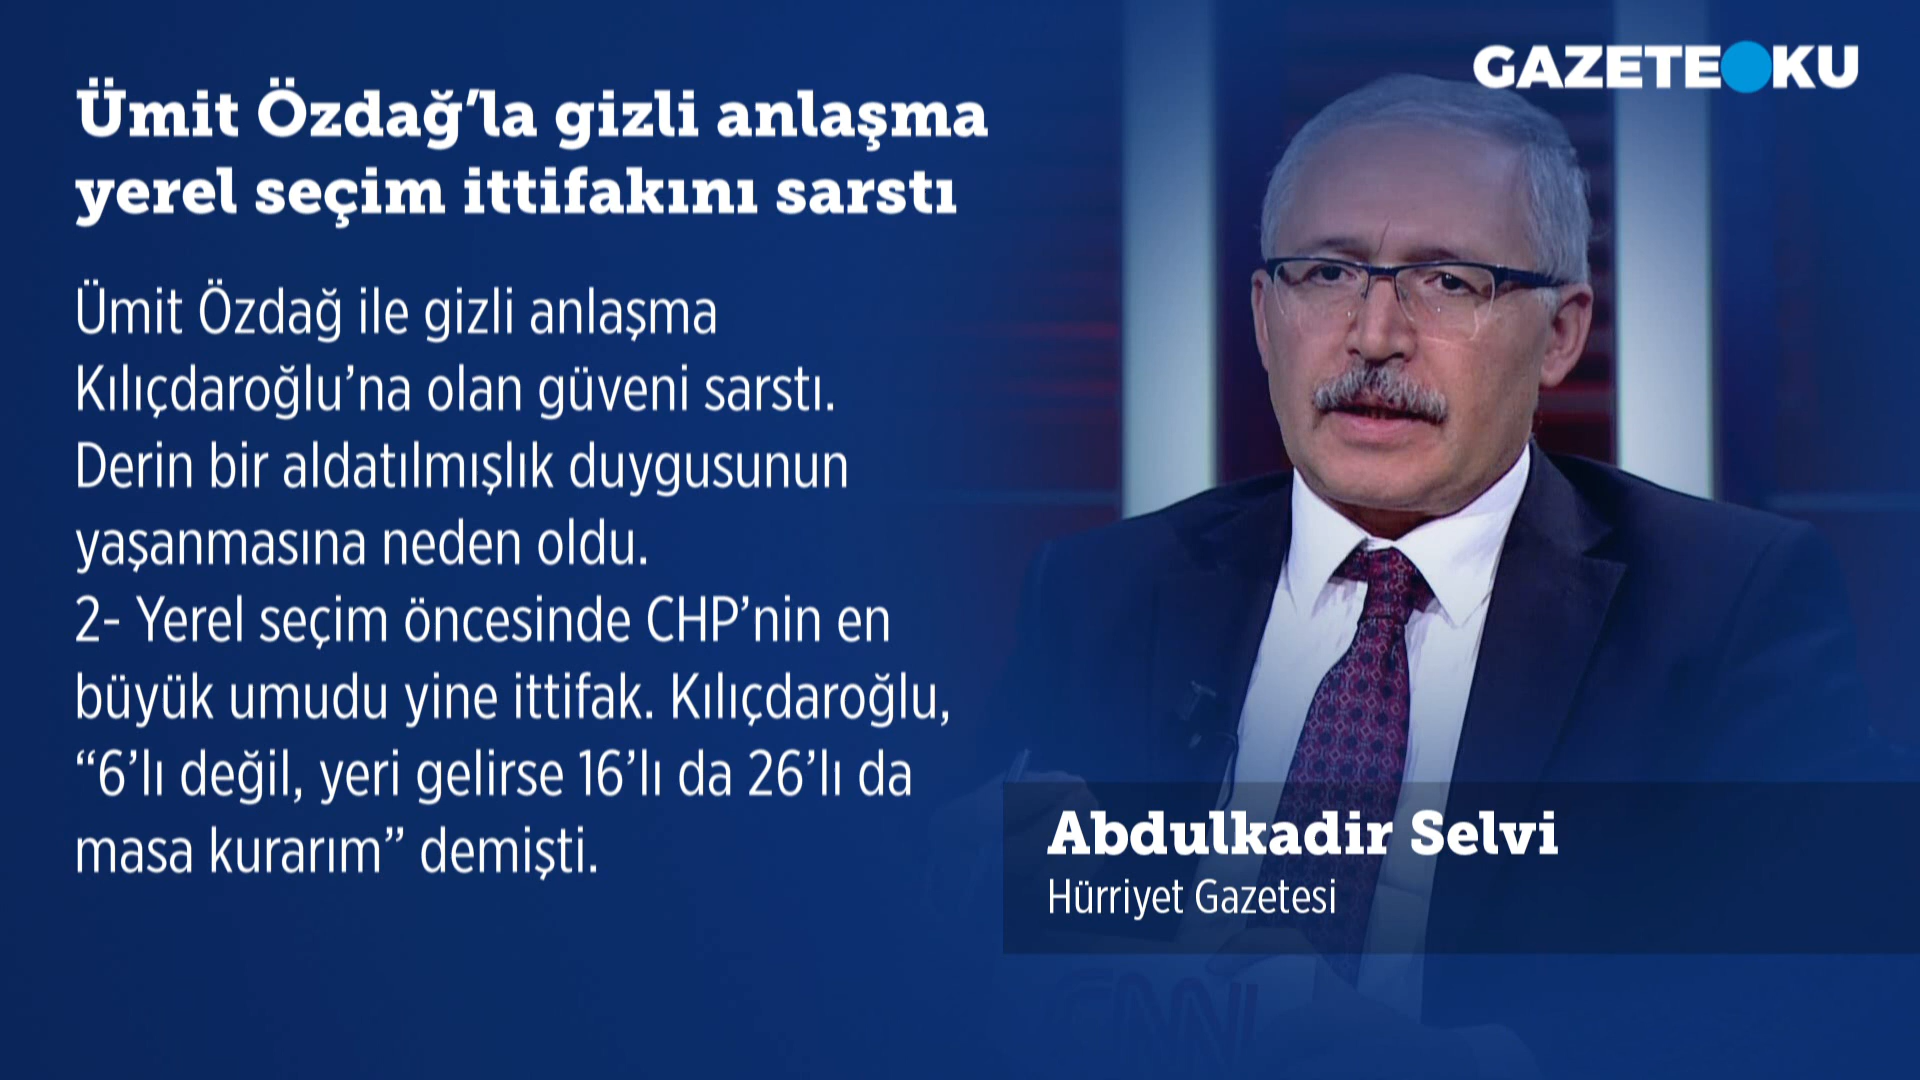 GAZETEOKU
Ümit Özdağ’la gizli anlaşma
yerel seçim ittifakını sarstı
Ümit Özdağ ile gizli anlaşma
Kılıçdaroğlu’na olan güveni sarstı.
Derin bir aldatılmışlık duygusunun
yaşanmasına neden oldu.
2- Yerel seçim öncesinde CHP’nin en
büyük umudu yine ittifak. Kılıçdaroğlu,
“6’lı değil, yeri gelirse 16’lı da 26’lı da
masa kurarım” demişti.
Abdulkadir Selvi
Hürriyet Gazetesi
CNN